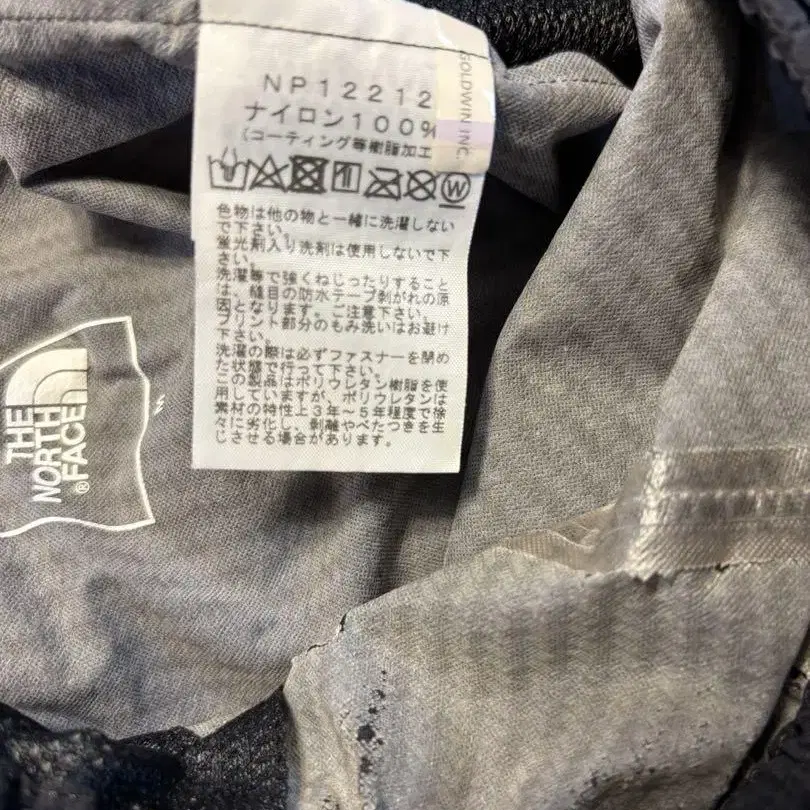 NP12212
ナイロン100%
(コーティング等樹脂加工
GOLDWIN INC.
色物は他の物と一緒に洗濯しない
で下さい。
蛍光剤入り洗剤は使用しないで下
さい。
洗濯等で強くねじったりすること
は、縫目の防水テープ剥がれの原
因となります。ご注意下さい。
プリント部分のもみ洗いはお避け
下さい。
洗濯の際は必ずファスナーを閉め
た状態で行って下さい。
この製品はポリウレタン樹脂を使
用していますが、ポリウレタンは
素材の特性上3年~5年程度で徐
々に劣化し、剥離やべたつきを生
じさせる場合があります。
THE
NORTH
FACE®